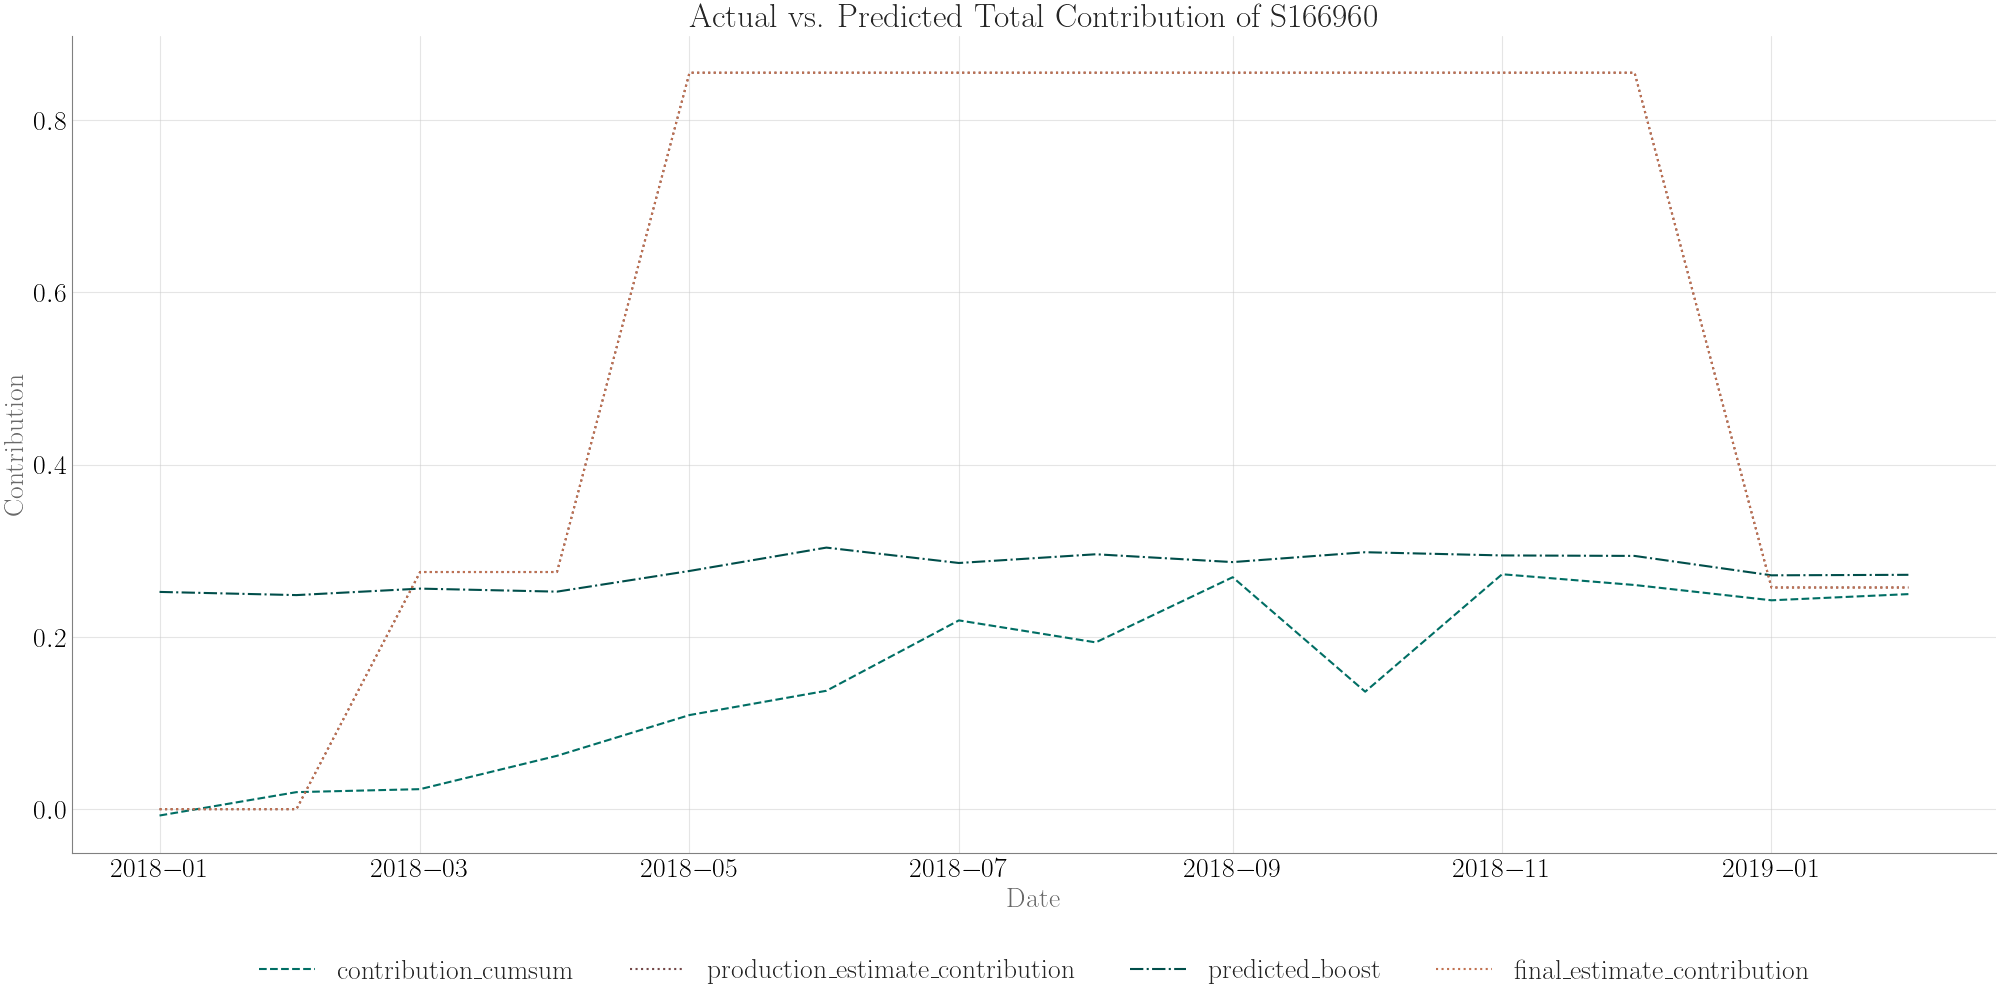 Actual vs. Predicted Total Contribution of S166960
Contribution
0.8
0.6
0.4
0.2
0.0
2018–01 2018–03 2018–05 2018–07 2018–09 2018–11 2019–01
Date
contribution_cumsum production_estimate_contribution predicted_boost final_estimate_contribution